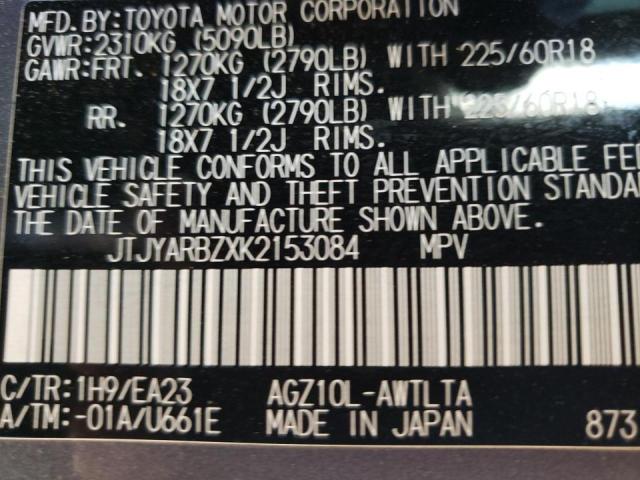 MFD. BY: TOYOTA MOTOR CORPORATION
GVWR: 2310KG (5090LB)
GAWR: FRT. 1270KG (2790LB) WITH 225/60R18
18X7 1/2J RIMS.
RR. 1270KG (2790LB) WITH 225/60R18
18X7 1/2J RIMS.
THIS VEHICLE CONFORMS TO ALL APPLICABLE FE
VEHICLE SAFETY AND THEFT PREVENTION STANDA
THE DATE OF MANUFACTURE SHOWN ABOVE.
JTJYARBZXK2153084 MPV
C/TR: 1H9/EA23 AGZ10L-AWTLTA
A/TM: -01A/U661E MADE IN JAPAN 873